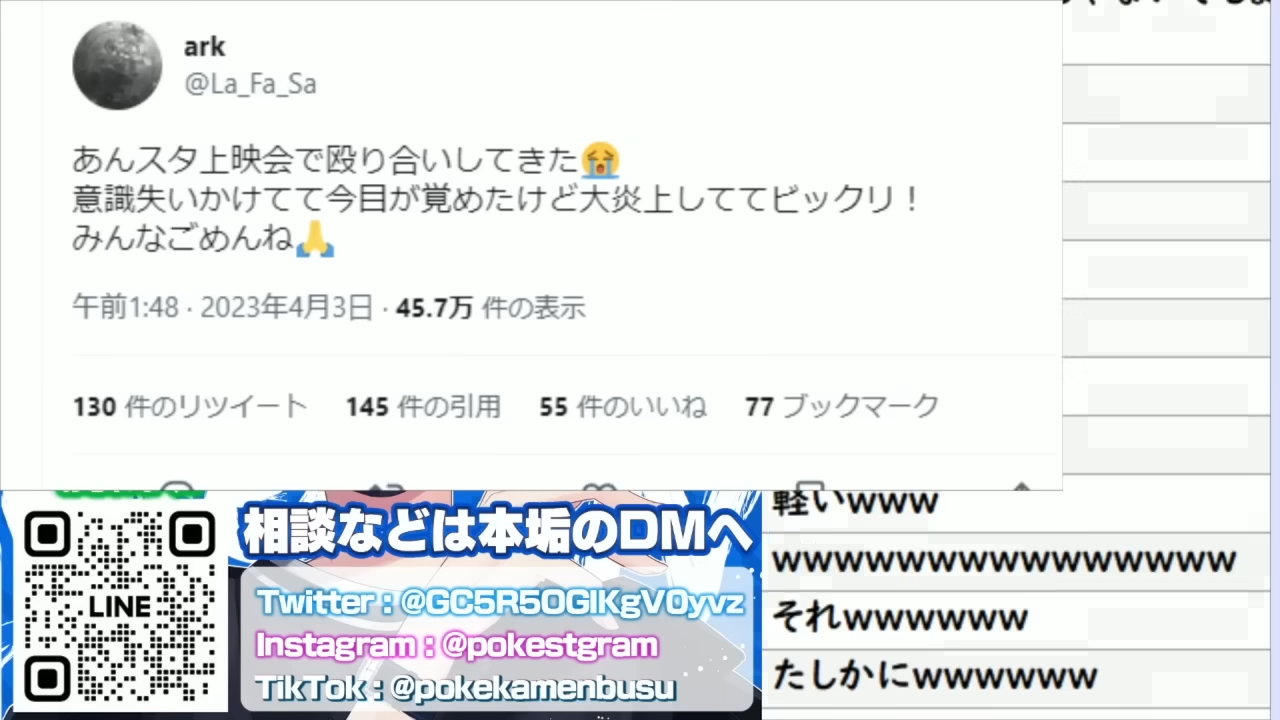 ark
@La_Fa_Sa
あんスタ上映会で殴り合いしてきた😭
意識失いかけてて今目が覚めたけど大炎上しててビックリ！
みんなごめんね🙏
午前1:48 · 2023年4月3日 · 45.7万 件の表示
130 件のリツイート 145 件の引用 55 件のいいね 77 ブックマーク
相談などは本垢のDMへ
LINE
Twitter : @GC5R5OGIKgV0yvz
Instagram : @pokestgram
TikTok : @pokekamenbusu
軽いwww
wwwwwwwwwwwwwwwww
それwwwwww
たしかにwwwwww